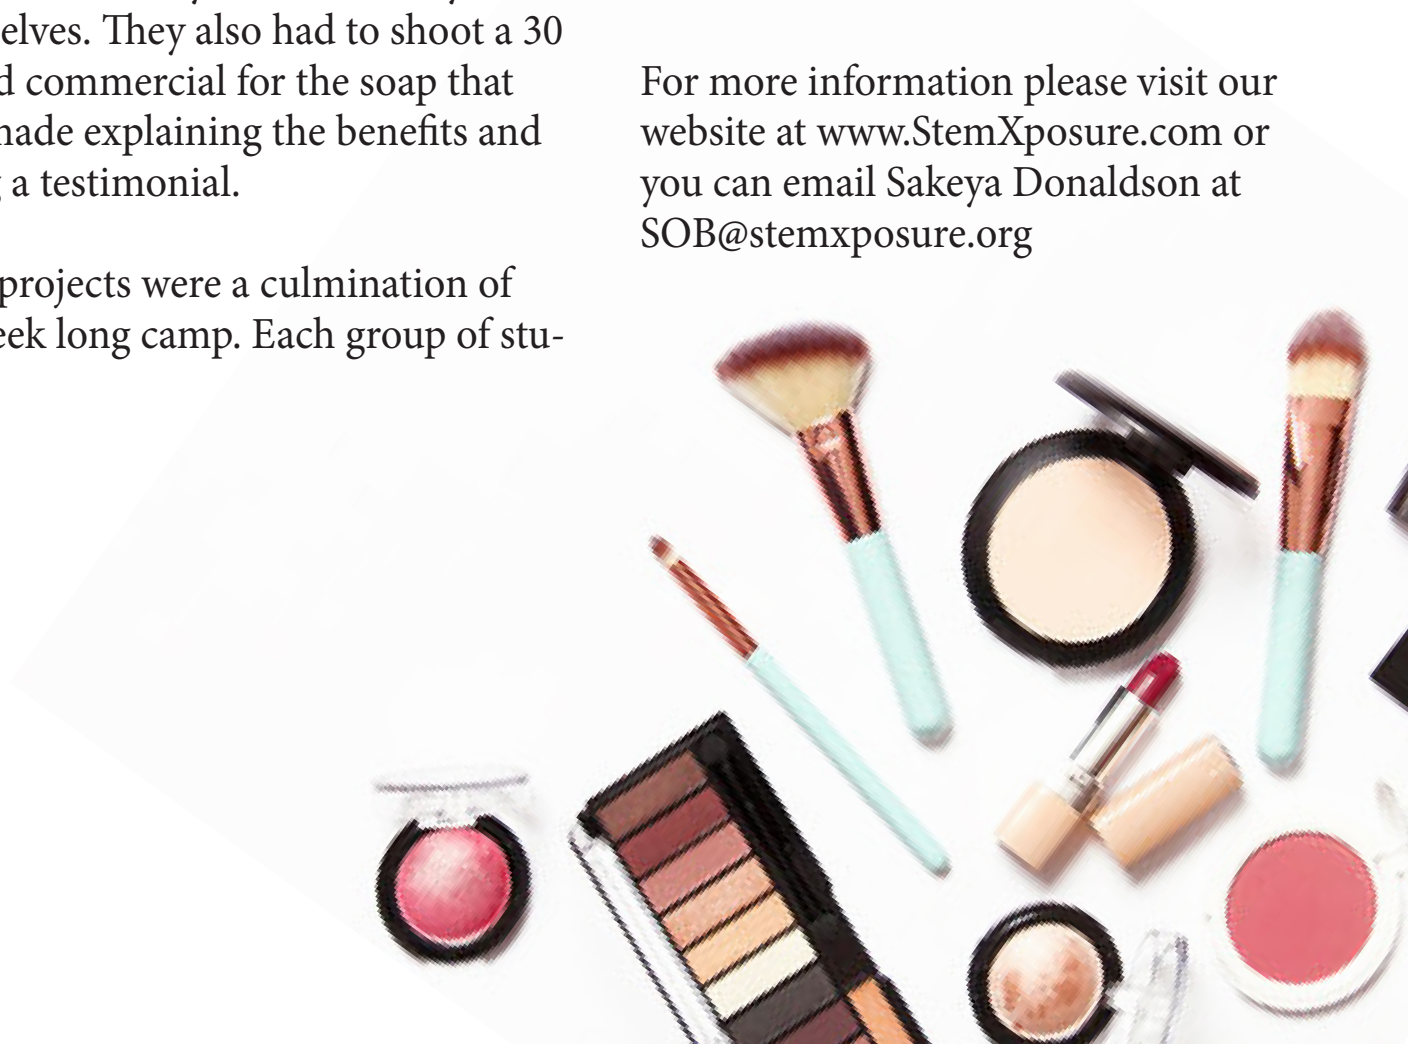 elves. They also had to shoot a 30
commercial for the soap that
made explaining the benefits and
a testimonial.
projects were a culmination of
eek long camp. Each group of stu-
For more information please visit our
website at www.StemXposure.com or
you can email Sakeya Donaldson at
SOB@stemxposure.org